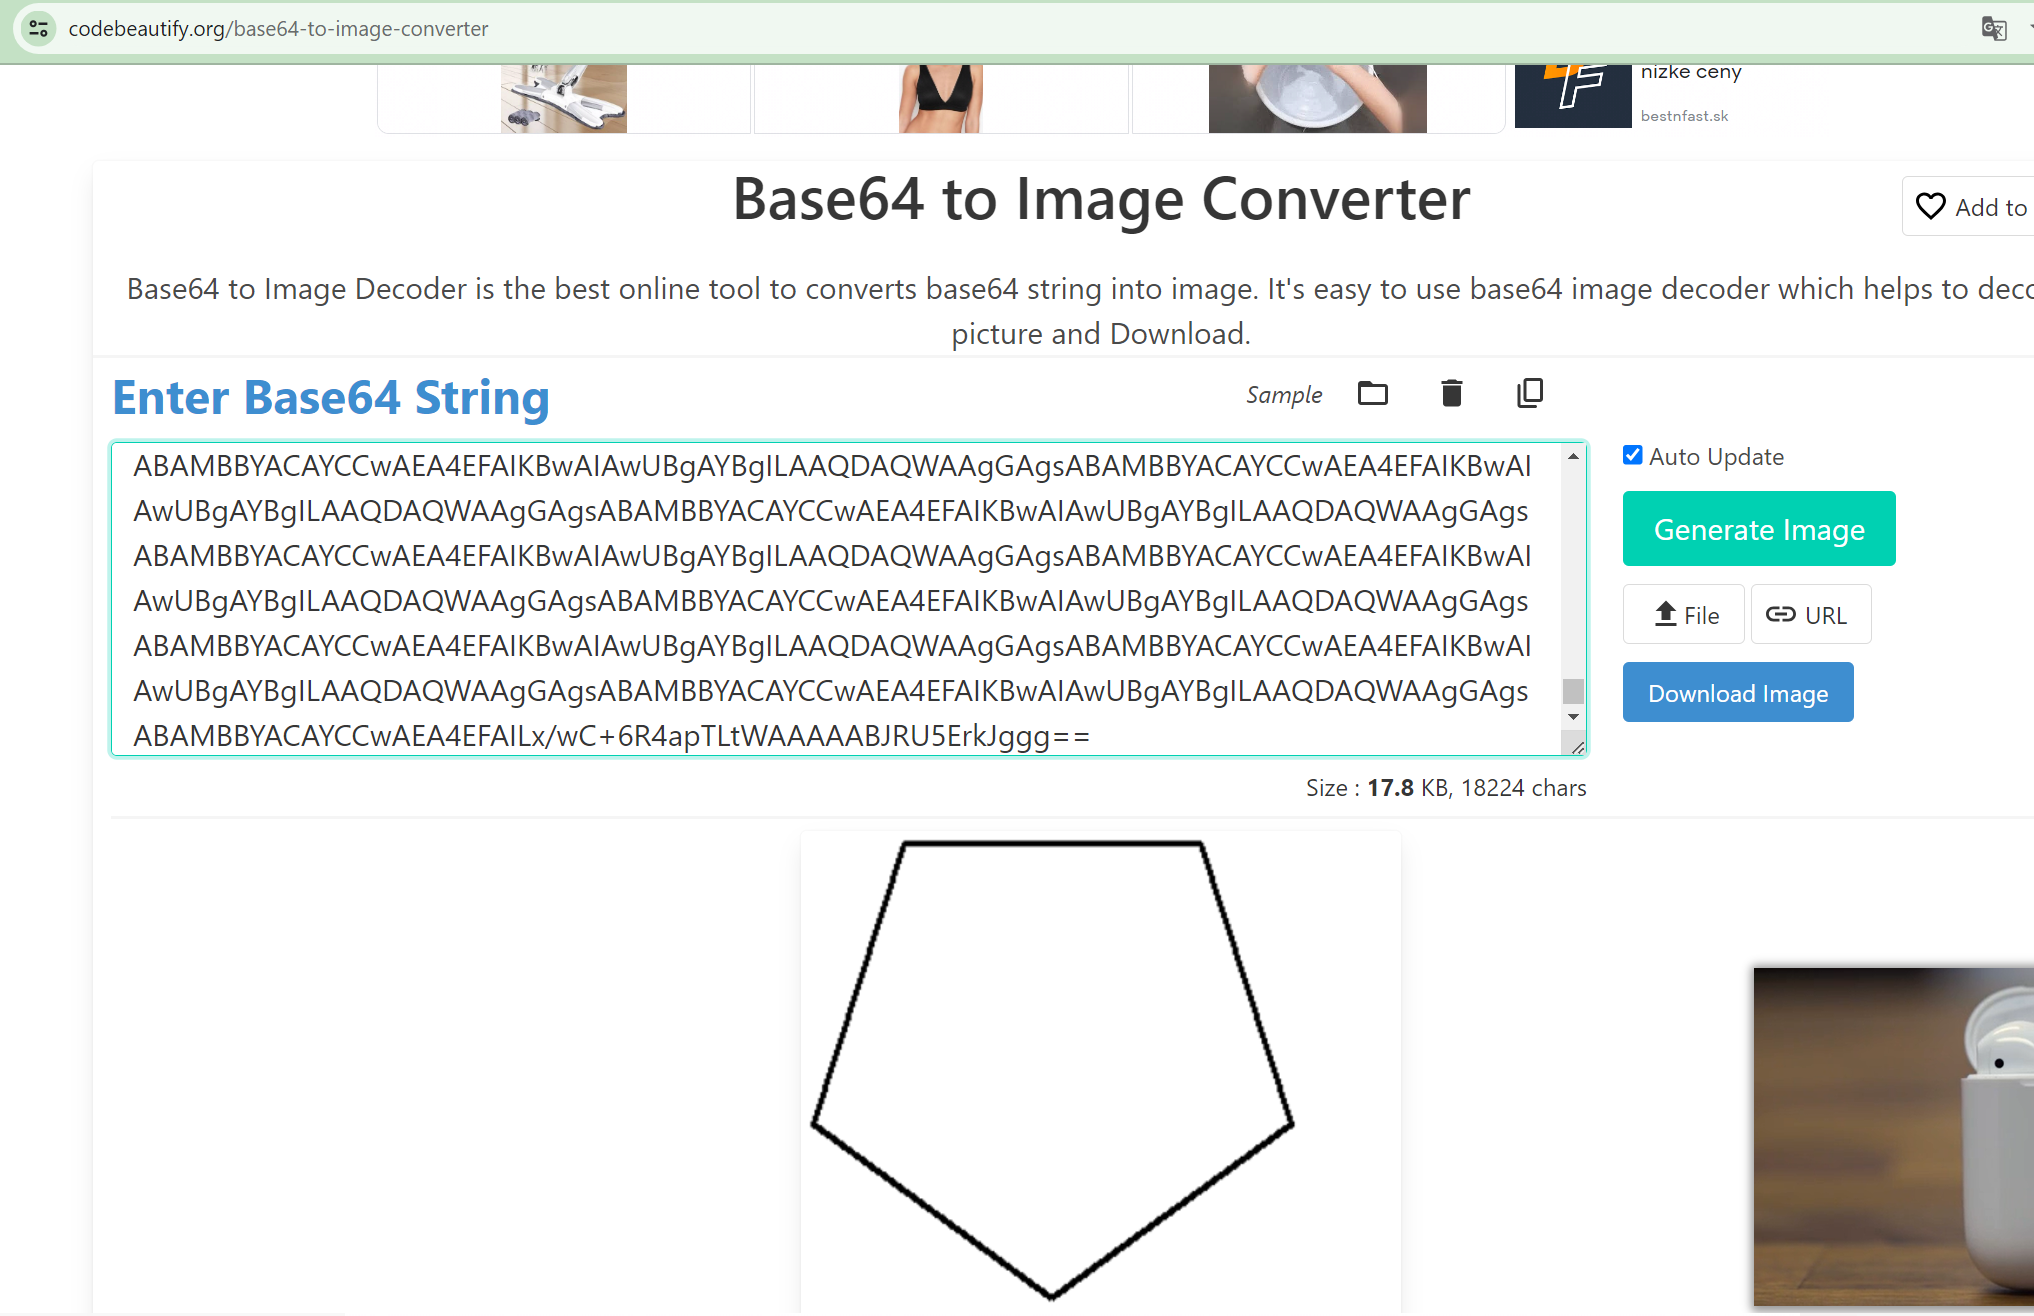 codebeautify.org/base64-to-image-converter
nízke ceny
bestnfast.sk
Base64 to Image Converter
Add to
Base64 to Image Decoder is the best online tool to converts base64 string into image. It's easy to use base64 image decoder which helps to deco
picture and Download.
Enter Base64 String
Sample
ABAMBBYACAYCCwAEA4EFAIKBwAIAwUBgAYBgILAAQDAQWAAgGAgsABAMBBYACAYCCwAEA4EFAIKBwAI
AwUBgAYBgILAAQDAQWAAgGAgsABAMBBYACAYCCwAEA4EFAIKBwAIAwUBgAYBgILAAQDAQWAAgGAgs
ABAMBBYACAYCCwAEA4EFAIKBwAIAwUBgAYBgILAAQDAQWAAgGAgsABAMBBYACAYCCwAEA4EFAIKBwAI
AwUBgAYBgILAAQDAQWAAgGAgsABAMBBYACAYCCwAEA4EFAIKBwAIAwUBgAYBgILAAQDAQWAAgGAgs
ABAMBBYACAYCCwAEA4EFAIKBwAIAwUBgAYBgILAAQDAQWAAgGAgsABAMBBYACAYCCwAEA4EFAIKBwAI
AwUBgAYBgILAAQDAQWAAgGAgsABAMBBYACAYCCwAEA4EFAIKBwAIAwUBgAYBgILAAQDAQWAAgGAgs
ABAMBBYACAYCCwAEA4EFAILx/wC+6R4apTLtWAAAAABJRU5ErkJggg==
Auto Update
Generate Image
File
URL
Download Image
Size : 17.8 KB, 18224 chars